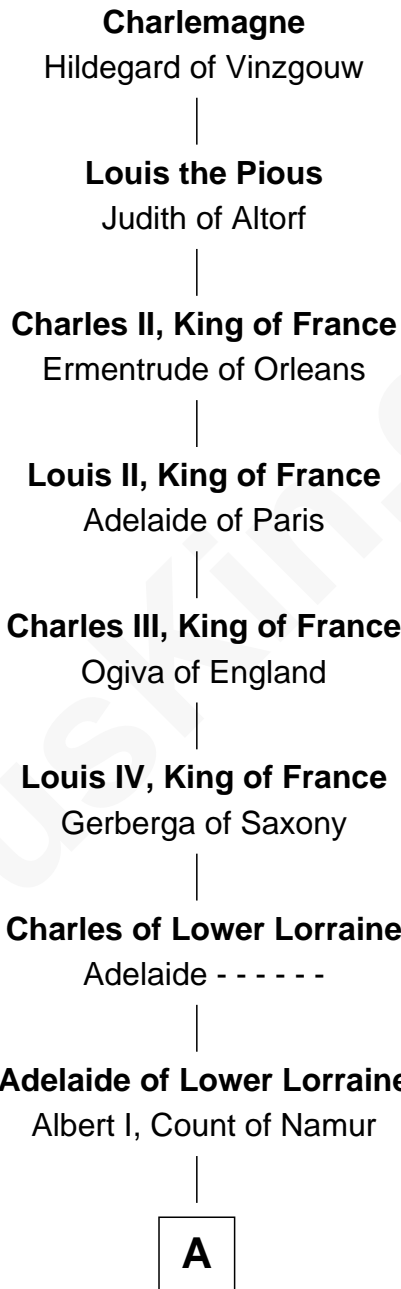 Charlemagne
Hildegard of Vinzgouw
Louis the Pious
Judith of Altorf
Charles II, King of France
Ermentrude of Orleans
Louis II, King of France
Adelaide of Paris
Charles III, King of France
Ogiva of England
Louis IV, King of France
Gerberga of Saxony
Charles of Lower Lorraine
Adelaide - - - - - -
Adelaide of Lower Lorraine
Albert I, Count of Namur
A